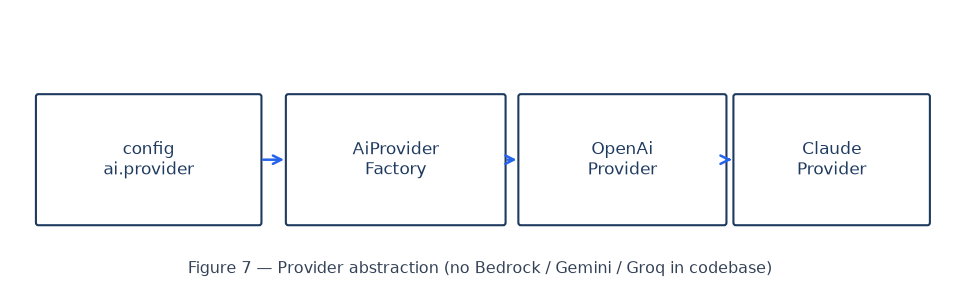 config
ai.provider
AiProvider
Factory
OpenAi
Provider
Claude
Provider
Figure 7 — Provider abstraction (no Bedrock / Gemini / Groq in codebase)